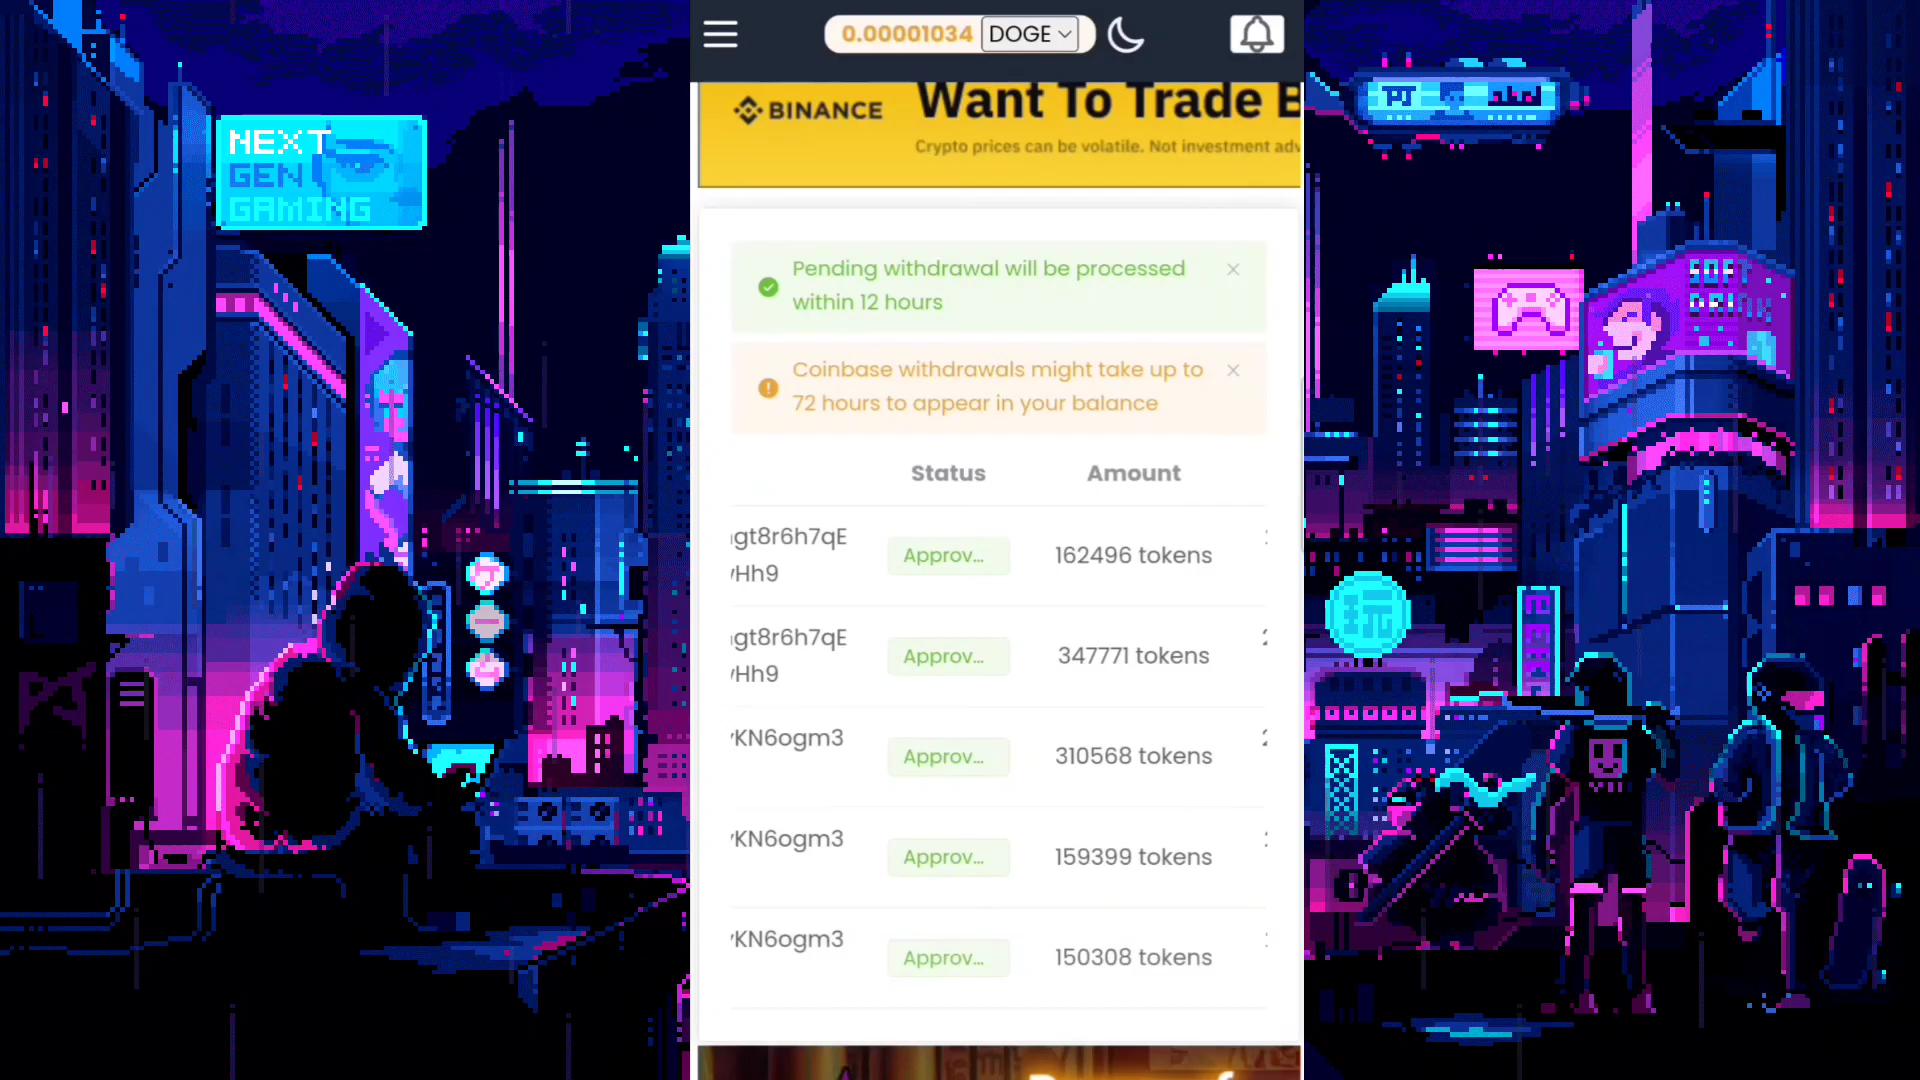 NEXT
GEN
GAMING
0.00001034 DOGE
BINANCE
Want To Trade B
Crypto prices can be volatile. Not investment adv
Pending withdrawal will be processed
within 12 hours
Coinbase withdrawals might take up to
72 hours to appear in your balance
Status Amount
gt8r6h7qE
Hh9
Approv... 162496 tokens
gt8r6h7qE
Hh9
Approv... 347771 tokens
KN6ogm3
Approv... 310568 tokens
KN6ogm3
Approv... 159399 tokens
KN6ogm3
Approv... 150308 tokens